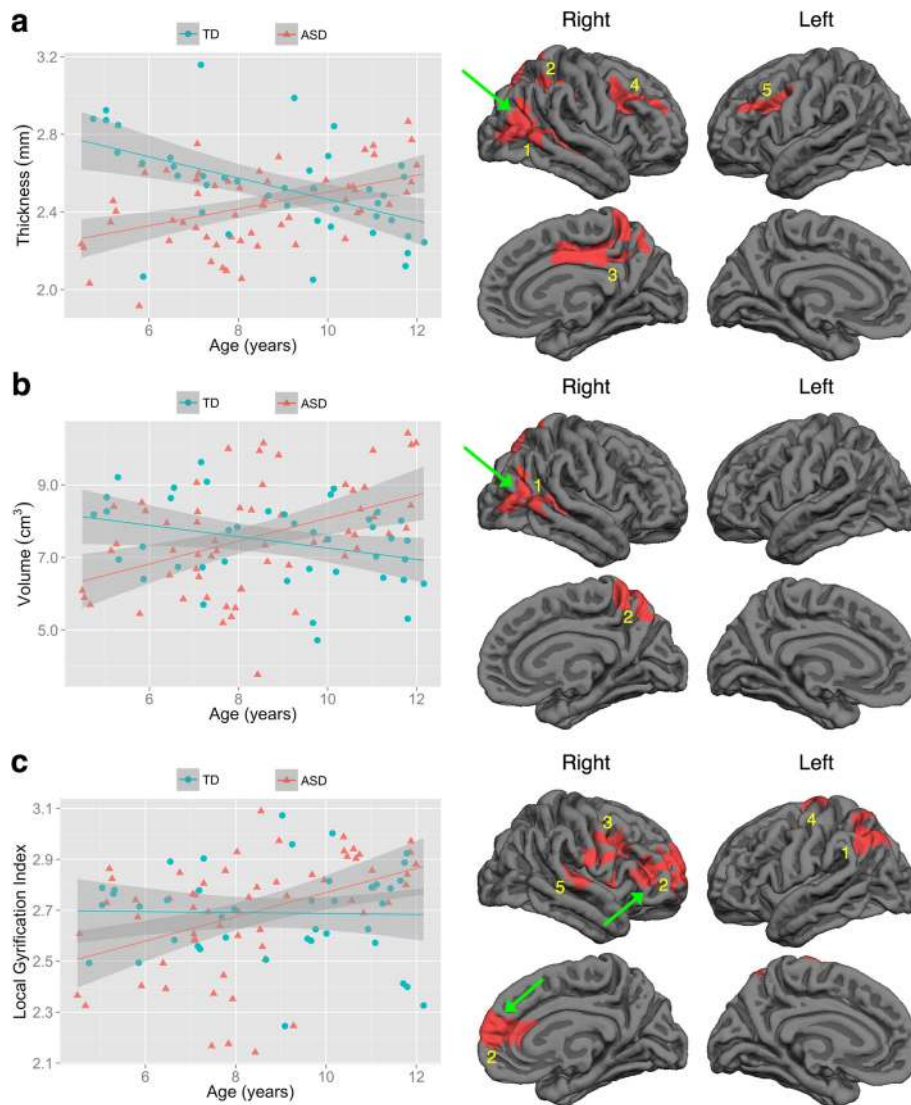 a
TD ASD
Thickness (mm)
3.2
2.8
2.4
2.0
6 8 10 12
Age (years)
Right Left
2
4
1
5
3
b
TD ASD
Volume (cm³)
9.0
7.0
5.0
6 8 10 12
Age (years)
Right Left
1
2
c
TD ASD
Local Gyrification Index
3.1
2.9
2.7
2.5
2.3
2.1
6 8 10 12
Age (years)
Right Left
3
5
2
4
1
2